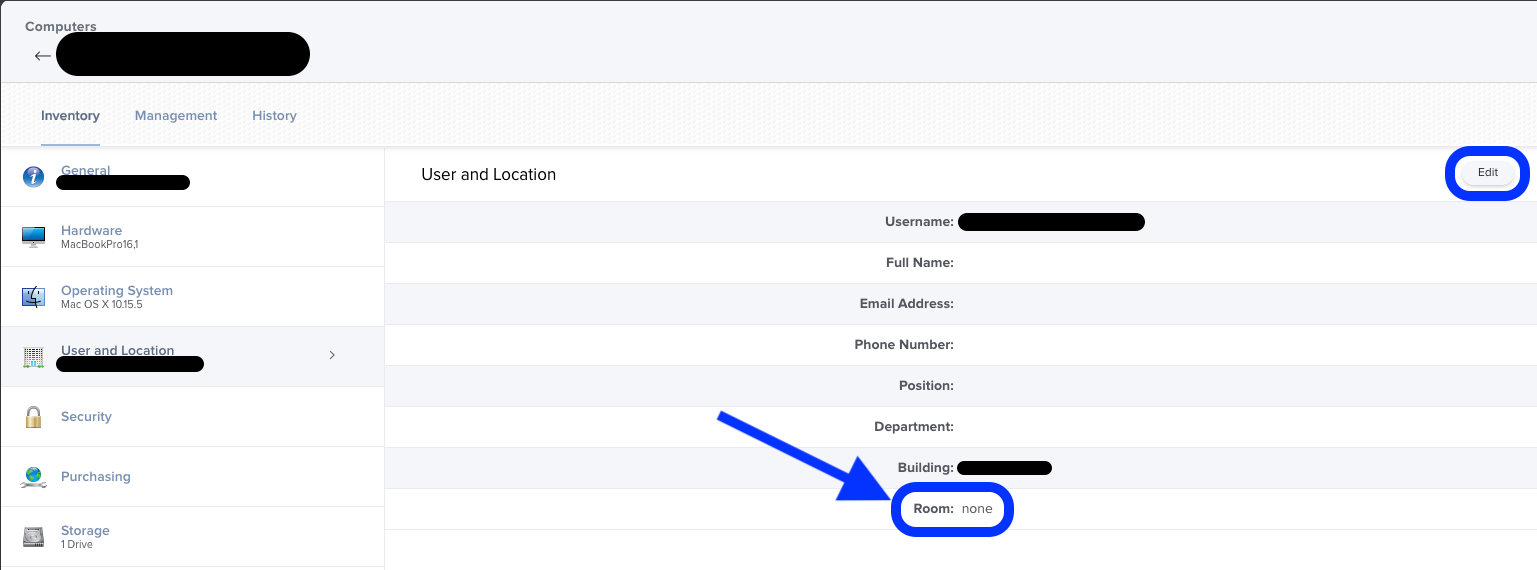 Computers
←
Inventory Management History
General
Hardware
MacBookPro16,1
Operating System
Mac OS X 10.15.5
User and Location
Security
Purchasing
Storage
1 Drive
User and Location
Edit
Username:
Full Name:
Email Address:
Phone Number:
Position:
Department:
Building:
Room: none